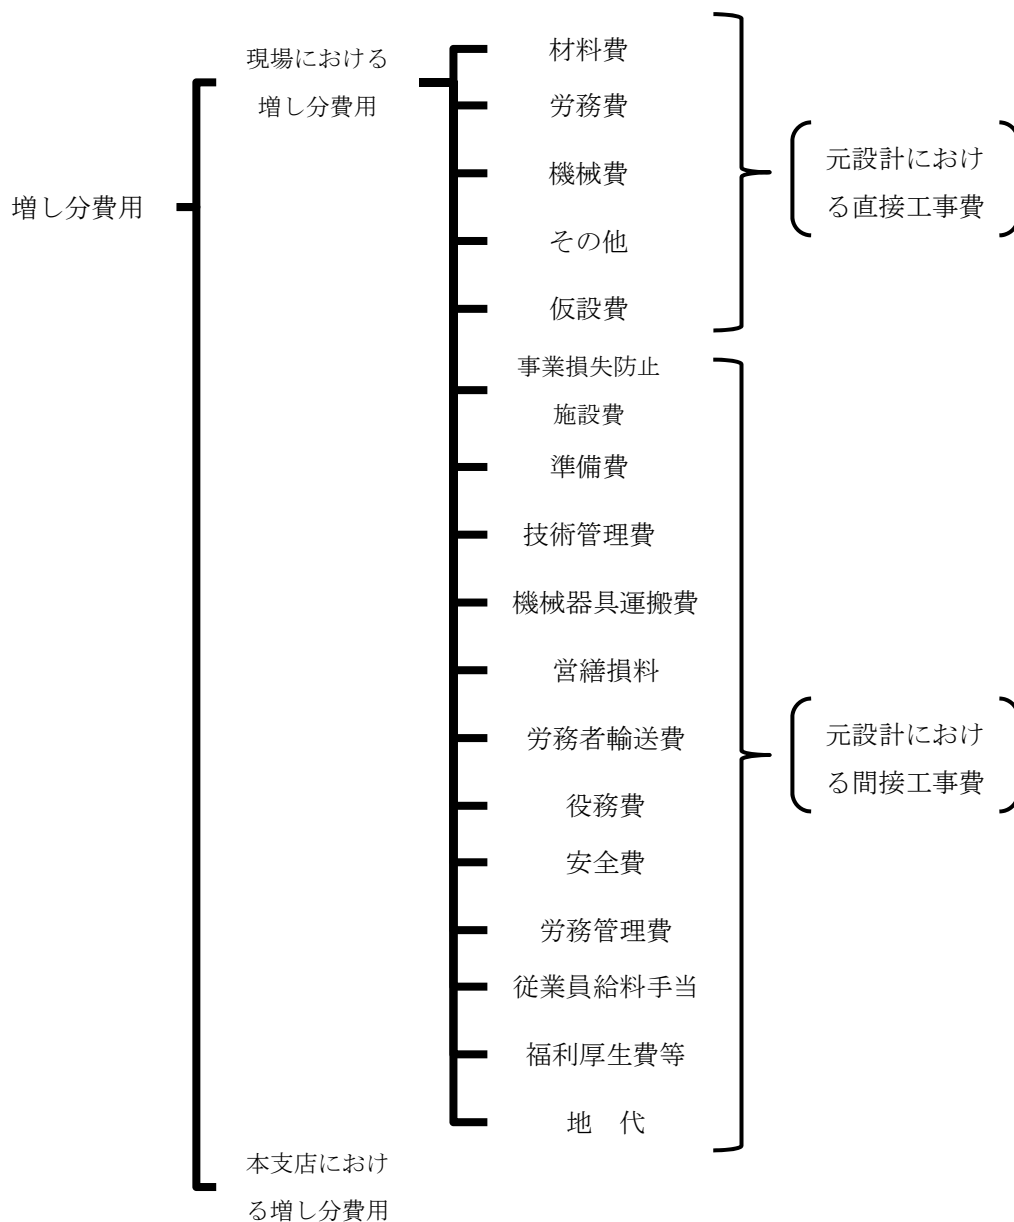 増し分費用
現場における
増し分費用
材料費
労務費
機械費
その他
仮設費
元設計におけ
る直接工事費
事業損失防止
施設費
準備費
技術管理費
機械器具運搬費
営繕損料
労務者輸送費
役務費
安全費
労務管理費
従業員給料手当
福利厚生費等
地　代
元設計におけ
る間接工事費
本支店におけ
る増し分費用